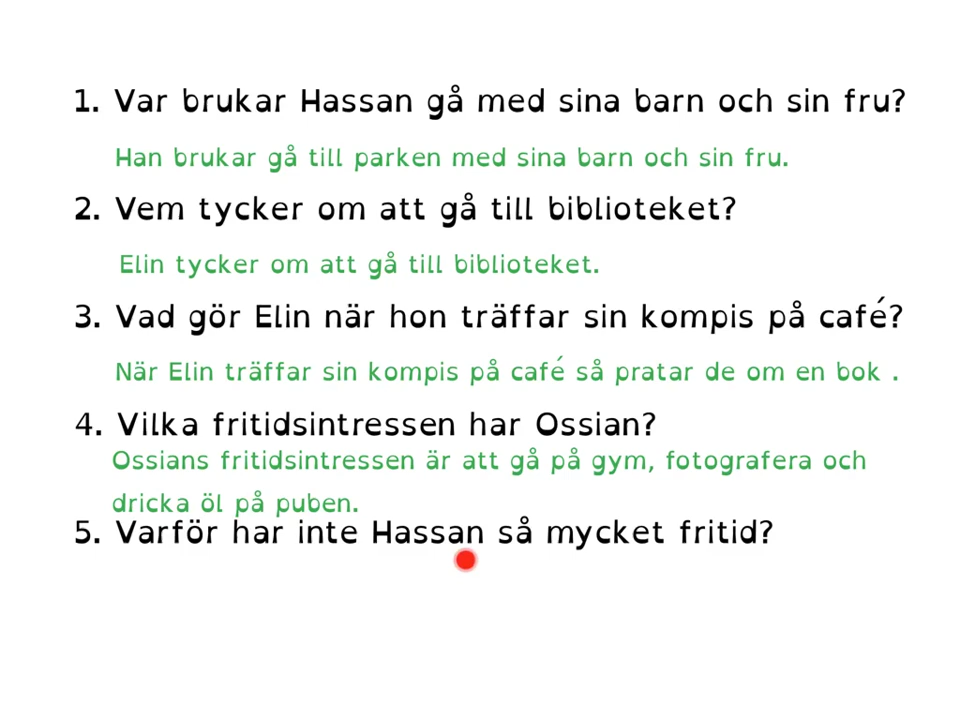 1. Var brukar Hassan gå med sina barn och sin fru?
Han brukar gå till parken med sina barn och sin fru.
2. Vem tycker om att gå till biblioteket?
Elin tycker om att gå till biblioteket.
3. Vad gör Elin när hon träffar sin kompis på café?
När Elin träffar sin kompis på café så pratar de om en bok .
4. Vilka fritidsintressen har Ossian?
Ossians fritidsintressen är att gå på gym, fotografera och
dricka öl på puben.
5. Varför har inte Hassan så mycket fritid?